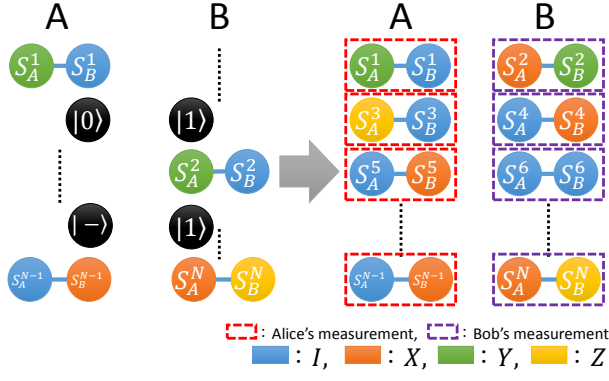 A B A B
S_A^1 S_B^1 S_A^1 S_B^1 S_A^2 S_B^2
|0⟩ |1⟩ S_A^3 S_B^3 S_A^4 S_B^4
S_A^2 S_B^2 S_A^5 S_B^5 S_A^6 S_B^6
|−⟩ |1⟩
S_A^{N−1} S_B^{N−1} S_A^N S_B^N S_A^{N−1} S_B^{N−1} S_A^N S_B^N
: Alice's measurement, : Bob's measurement
: I, : X, : Y, : Z